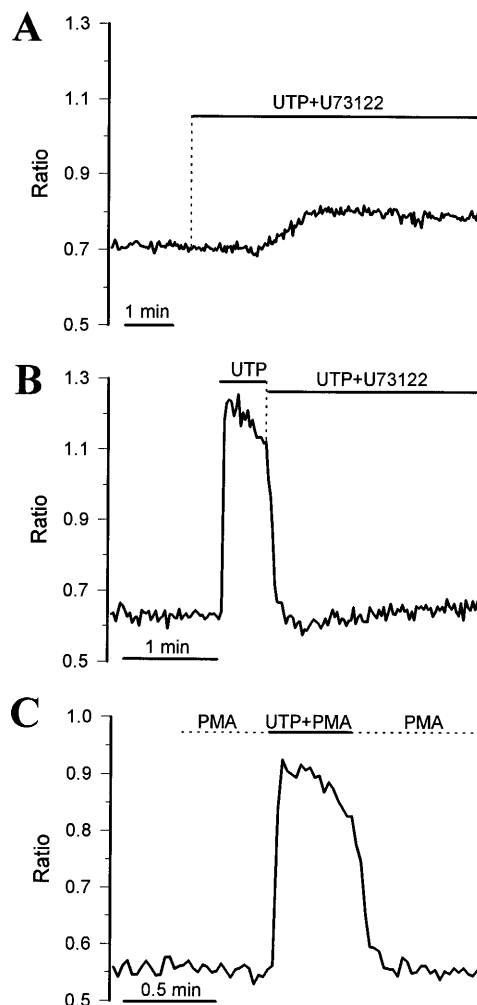 A
1.3
1.1
0.9
0.7
0.5
Ratio
UTP+U73122
1 min
B
1.3
1.1
0.9
0.7
0.5
Ratio
UTP
UTP+U73122
1 min
C
1.0
0.9
0.8
0.7
0.6
0.5
Ratio
PMA
UTP+PMA
PMA
0.5 min